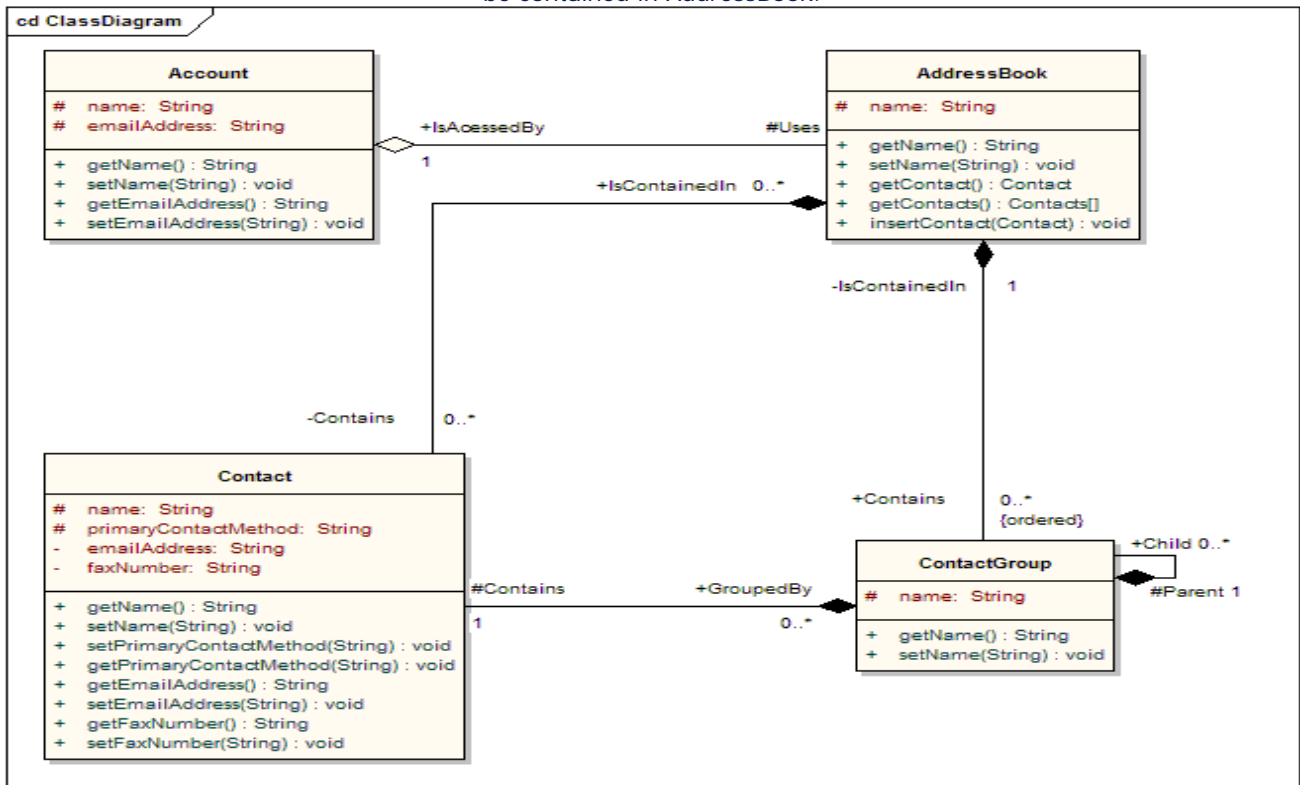 be contained in AddressBook.
cd ClassDiagram
Account
# name: String
# emailAddress: String
+ getName() : String
+ setName(String) : void
+ getEmailAddress() : String
+ setEmailAddress(String) : void
+IsAcessedBy
1
#Uses
AddressBook
# name: String
+ getName() : String
+ setName(String) : void
+ getContact() : Contact
+ getContacts() : Contacts[]
+ insertContact(Contact) : void
+IsContainedIn 0..*
-IsContainedIn 1
-Contains 0..*
+Contains 0..*
{ordered}
Contact
# name: String
# primaryContactMethod: String
- emailAddress: String
- faxNumber: String
+ getName() : String
+ setName(String) : void
+ setPrimaryContactMethod(String) : void
+ getPrimaryContactMethod(String) : void
+ getEmailAddress() : String
+ setEmailAddress(String) : void
+ getFaxNumber() : String
+ setFaxNumber(String) : void
#Contains
1
+GroupedBy
0..*
ContactGroup
# name: String
+ getName() : String
+ setName(String) : void
+Child 0..*
#Parent 1